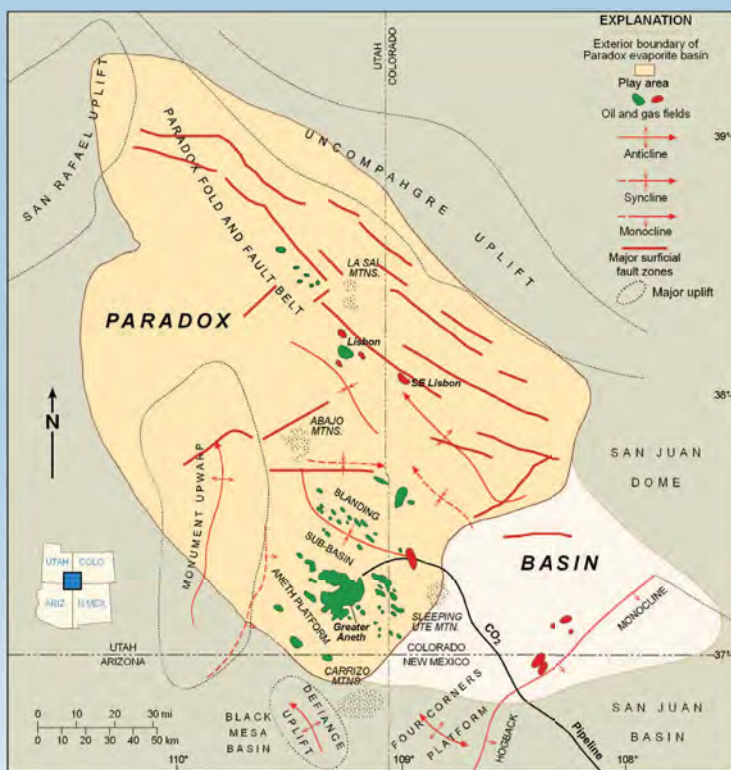 EXPLANATION
Exterior boundary of
Paradox evaporite basin
Play area
Oil and gas fields
Anticline
Syncline
Monocline
Major surficial
fault zones
Major uplift
UTAH
COLORADO
39°
SAN RAFAEL UPLIFT
UNCOMPAHGRE UPLIFT
PARADOX FOLD AND FAULT BELT
LA SAL
MTNS.
PARADOX
Lisbon
SE Lisbon
38°
N
ABAJO
MTNS.
SAN JUAN
DOME
MONUMENT UPWARP
BLANDING
SUB-BASIN
BASIN
UTAH
COLO
ARIZ
N MEX
ANETH PLATFORM
Greater
Aneth
SLEEPING
UTE MTN.
CO2
MONOCLINE
UTAH
ARIZONA
COLORADO
NEW MEXICO
37°
CARRIZO
MTNS.
0 10 20 30 mi
0 10 20 30 40 50 km
BLACK
MESA
BASIN
DEFIANCE
UPLIFT
FOUR CORNERS
PLATFORM
HOGBACK
Pipeline
SAN JUAN
BASIN
110°
109°
108°